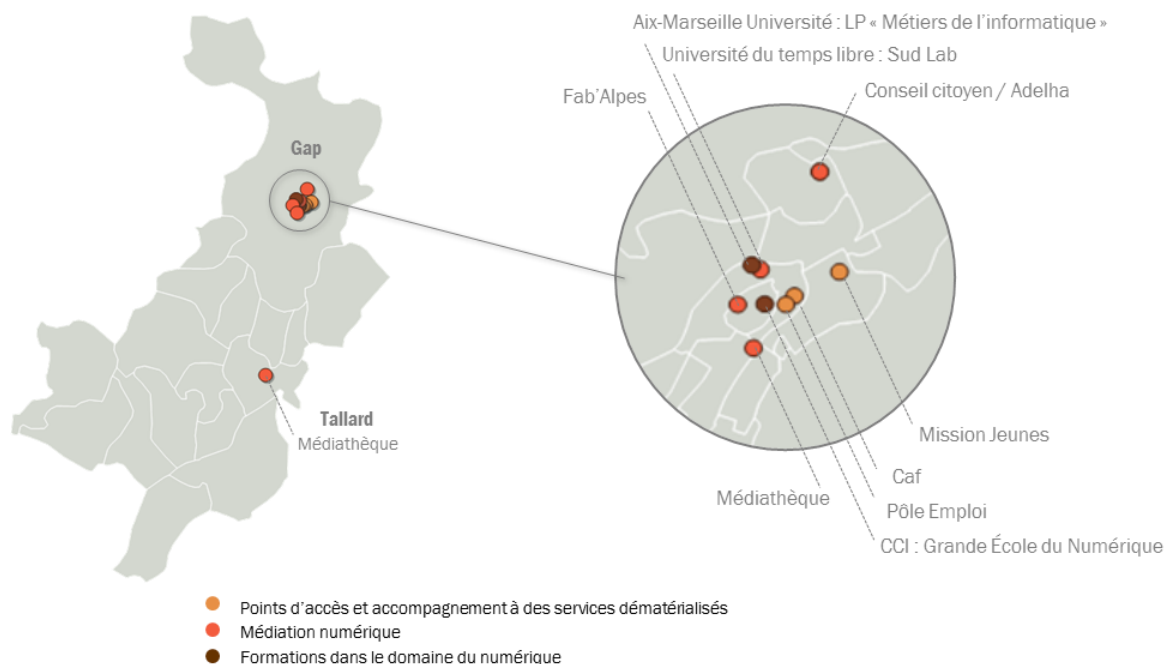 Aix-Marseille Université : LP « Métiers de l'informatique »
Université du temps libre : Sud Lab
Fab'Alpes
Conseil citoyen / Adelha
Gap
Tallard
Médiathèque
Mission Jeunes
Caf
Médiathèque
Pôle Emploi
CCI : Grande École du Numérique
Points d'accès et accompagnement à des services dématérialisés
Médiation numérique
Formations dans le domaine du numérique